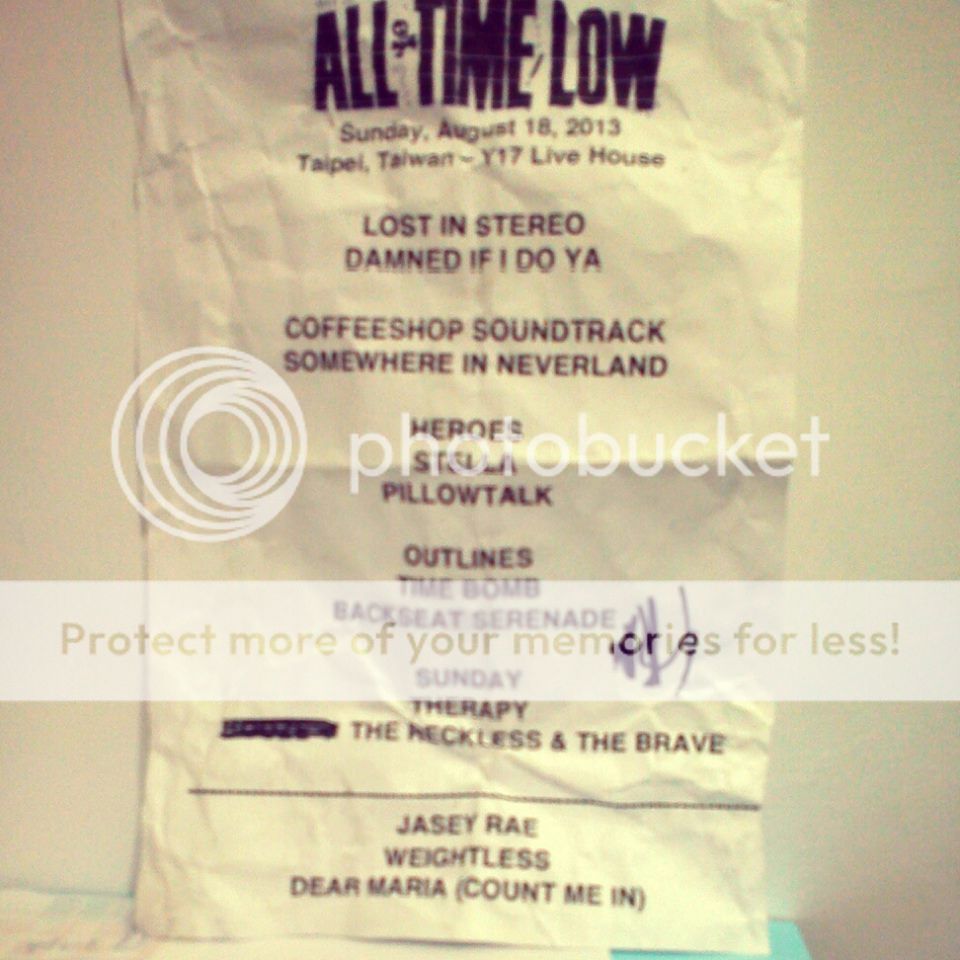 ALL TIME LOW
Sunday, August 18, 2013
Taipei, Taiwan ~ Y17 Live House
LOST IN STEREO
DAMNED IF I DO YA
COFFEESHOP SOUNDTRACK
SOMEWHERE IN NEVERLAND
HEROES
photobucket
STELLA
PILLOWTALK
OUTLINES
TIME BOMB
BACKSEAT SERENADE
Protect more of your memories for less!
SUNDAY
THERAPY
THE RECKLESS & THE BRAVE
JASEY RAE
WEIGHTLESS
DEAR MARIA (COUNT ME IN)